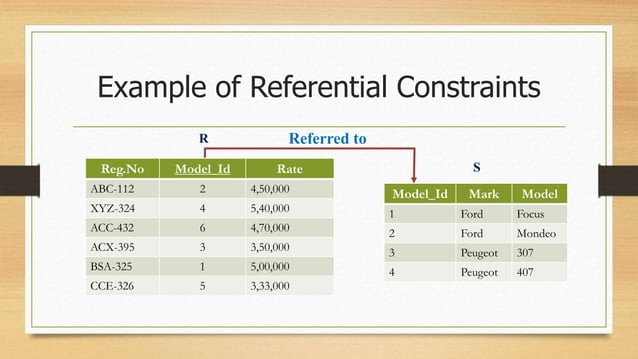 Example of Referential Constraints
R Referred to
S
Reg.No Model_Id Rate
ABC-112 2 4,50,000
XYZ-324 4 5,40,000
ACC-432 6 4,70,000
ACX-395 3 3,50,000
BSA-325 1 5,00,000
CCE-326 5 3,33,000
Model_Id Mark Model
1 Ford Focus
2 Ford Mondeo
3 Peugeot 307
4 Peugeot 407